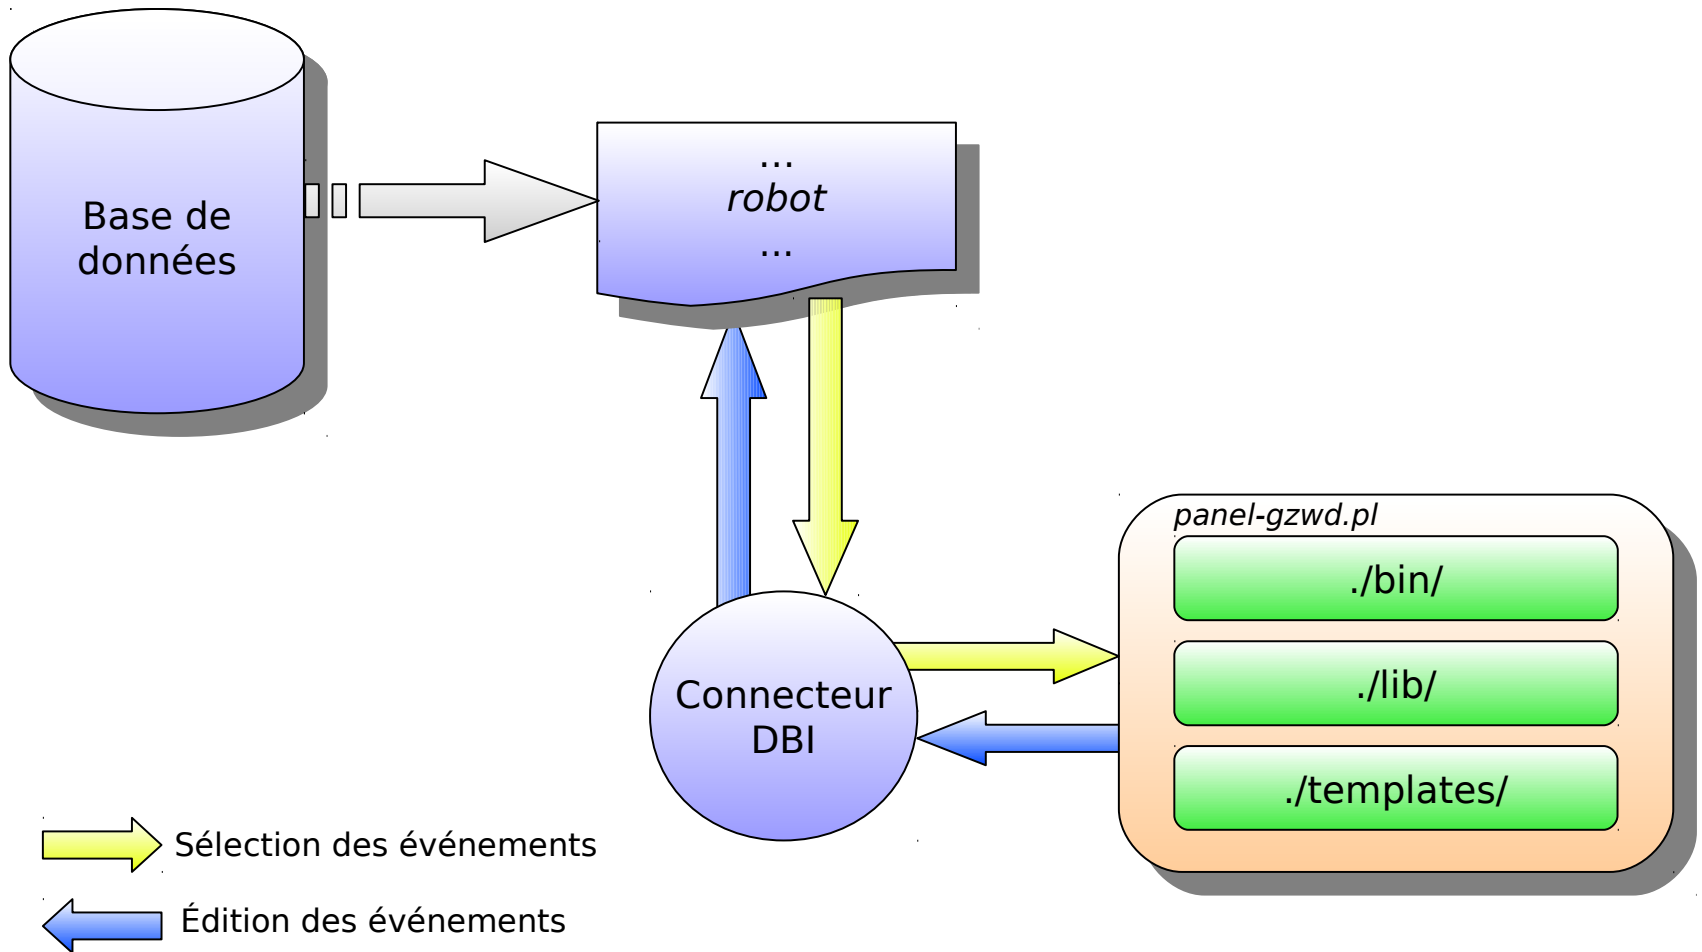 Base de
données
...
robot
...
panel-gzwd.pl
./bin/
./lib/
./templates/
Connecteur
DBI
Sélection des événements
Édition des événements